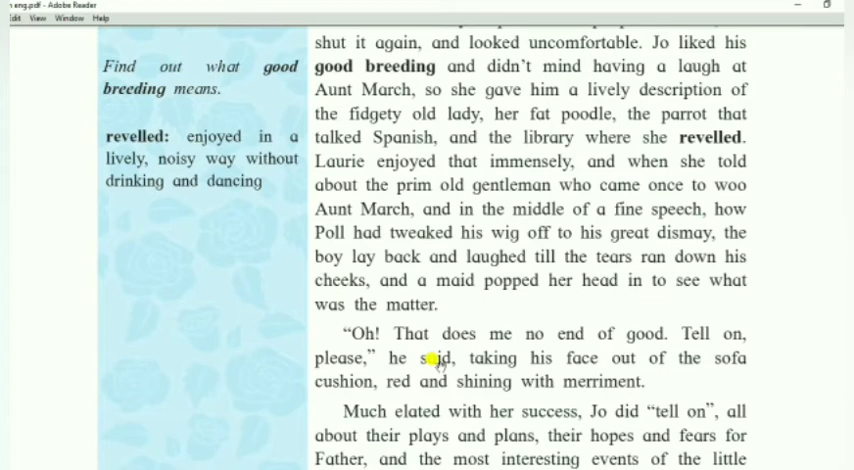 eng.pdf - Adobe Reader
Edit View Window Help
Find out what good
breeding means.
revelled: enjoyed in a
lively, noisy way without
drinking and dancing
shut it again, and looked uncomfortable. Jo liked his
good breeding and didn't mind having a laugh at
Aunt March, so she gave him a lively description of
the fidgety old lady, her fat poodle, the parrot that
talked Spanish, and the library where she revelled.
Laurie enjoyed that immensely, and when she told
about the prim old gentleman who came once to woo
Aunt March, and in the middle of a fine speech, how
Poll had tweaked his wig off to his great dismay, the
boy lay back and laughed till the tears ran down his
cheeks, and a maid popped her head in to see what
was the matter.
“Oh! That does me no end of good. Tell on,
please,” he said, taking his face out of the sofa
cushion, red and shining with merriment.
Much elated with her success, Jo did “tell on”, all
about their plays and plans, their hopes and fears for
Father, and the most interesting events of the little